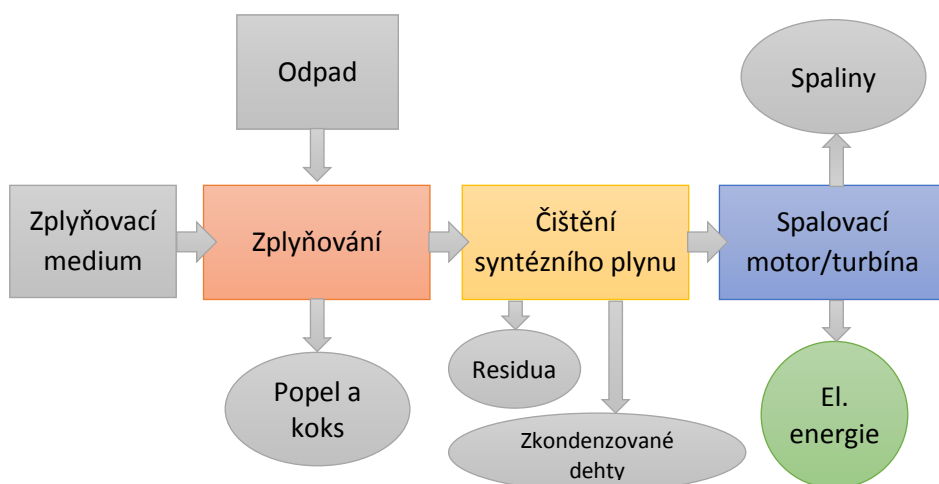 Odpad
Spaliny
Zplyňovací
medium
Zplyňování
Čištění
syntézního plynu
Spalovací
motor/turbína
Popel a
koks
Residua
Zkondenzované
dehty
El.
energie